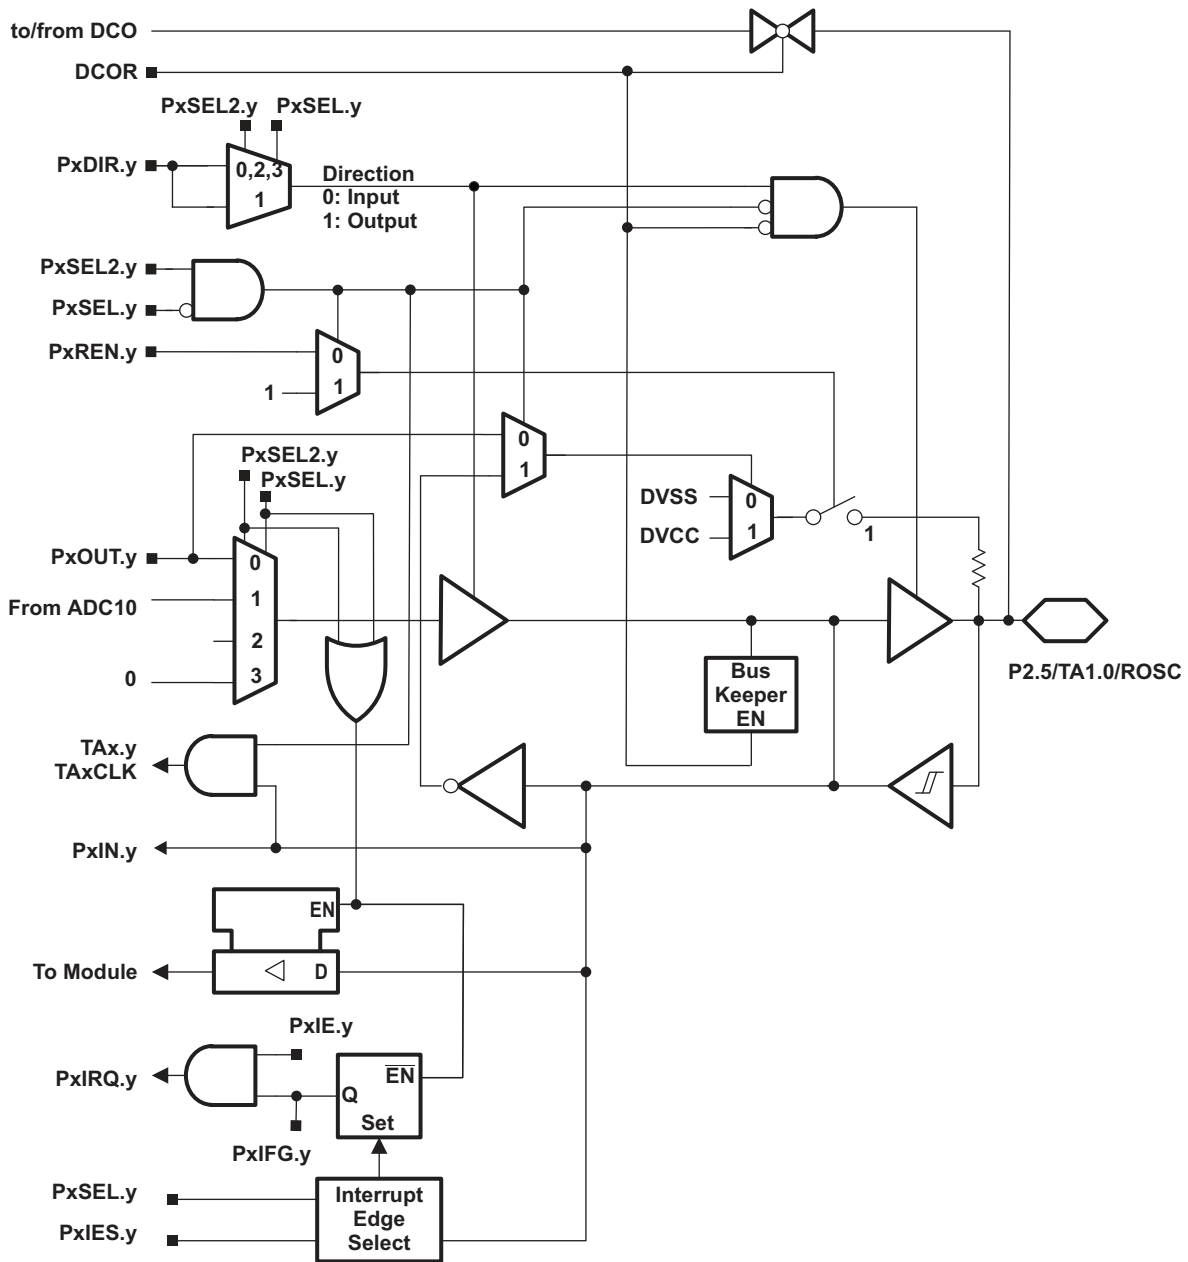 to/from DCO
DCOR
PxSEL2.y PxSEL.y
PxDIR.y
0,2,3
1
Direction
0: Input
1: Output
PxSEL2.y
PxSEL.y
PxREN.y
0
1
1
0
1
PxSEL2.y
PxSEL.y
DVSS
0
DVCC
1
1
PxOUT.y
0
From ADC10
1
2
0
3
Bus
Keeper
EN
P2.5/TA1.0/ROSC
TAx.y
TAxCLK
PxIN.y
EN
To Module
D
PxIE.y
PxIRQ.y
EN
Q
Set
PxIFG.y
PxSEL.y
PxIES.y
Interrupt
Edge
Select